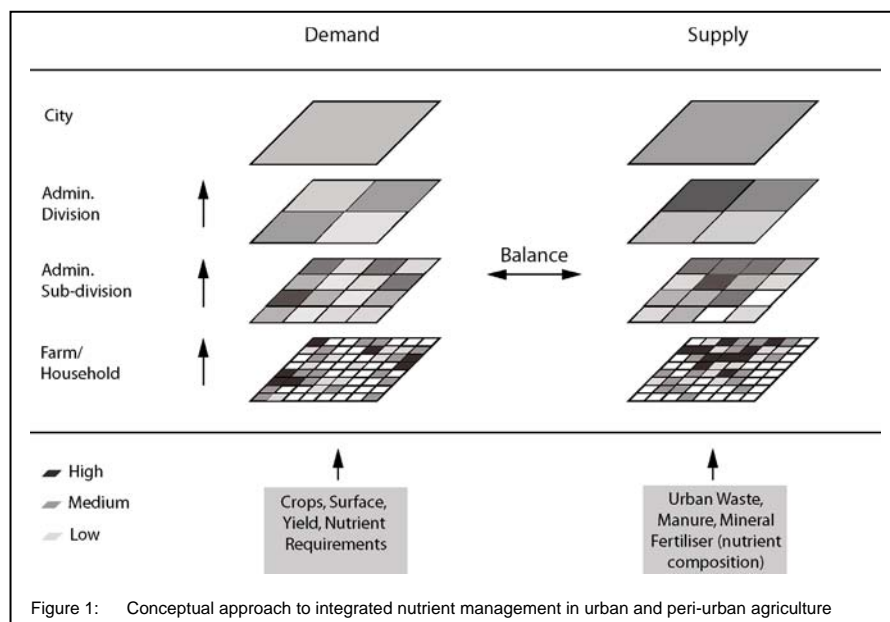 Demand Supply
City
Admin.
Division
Admin.
Sub-division
Balance
Farm/
Household
High
Medium
Low
Crops, Surface,
Yield, Nutrient
Requirements
Urban Waste,
Manure, Mineral
Fertiliser (nutrient
composition)
Figure 1: Conceptual approach to integrated nutrient management in urban and peri-urban agriculture